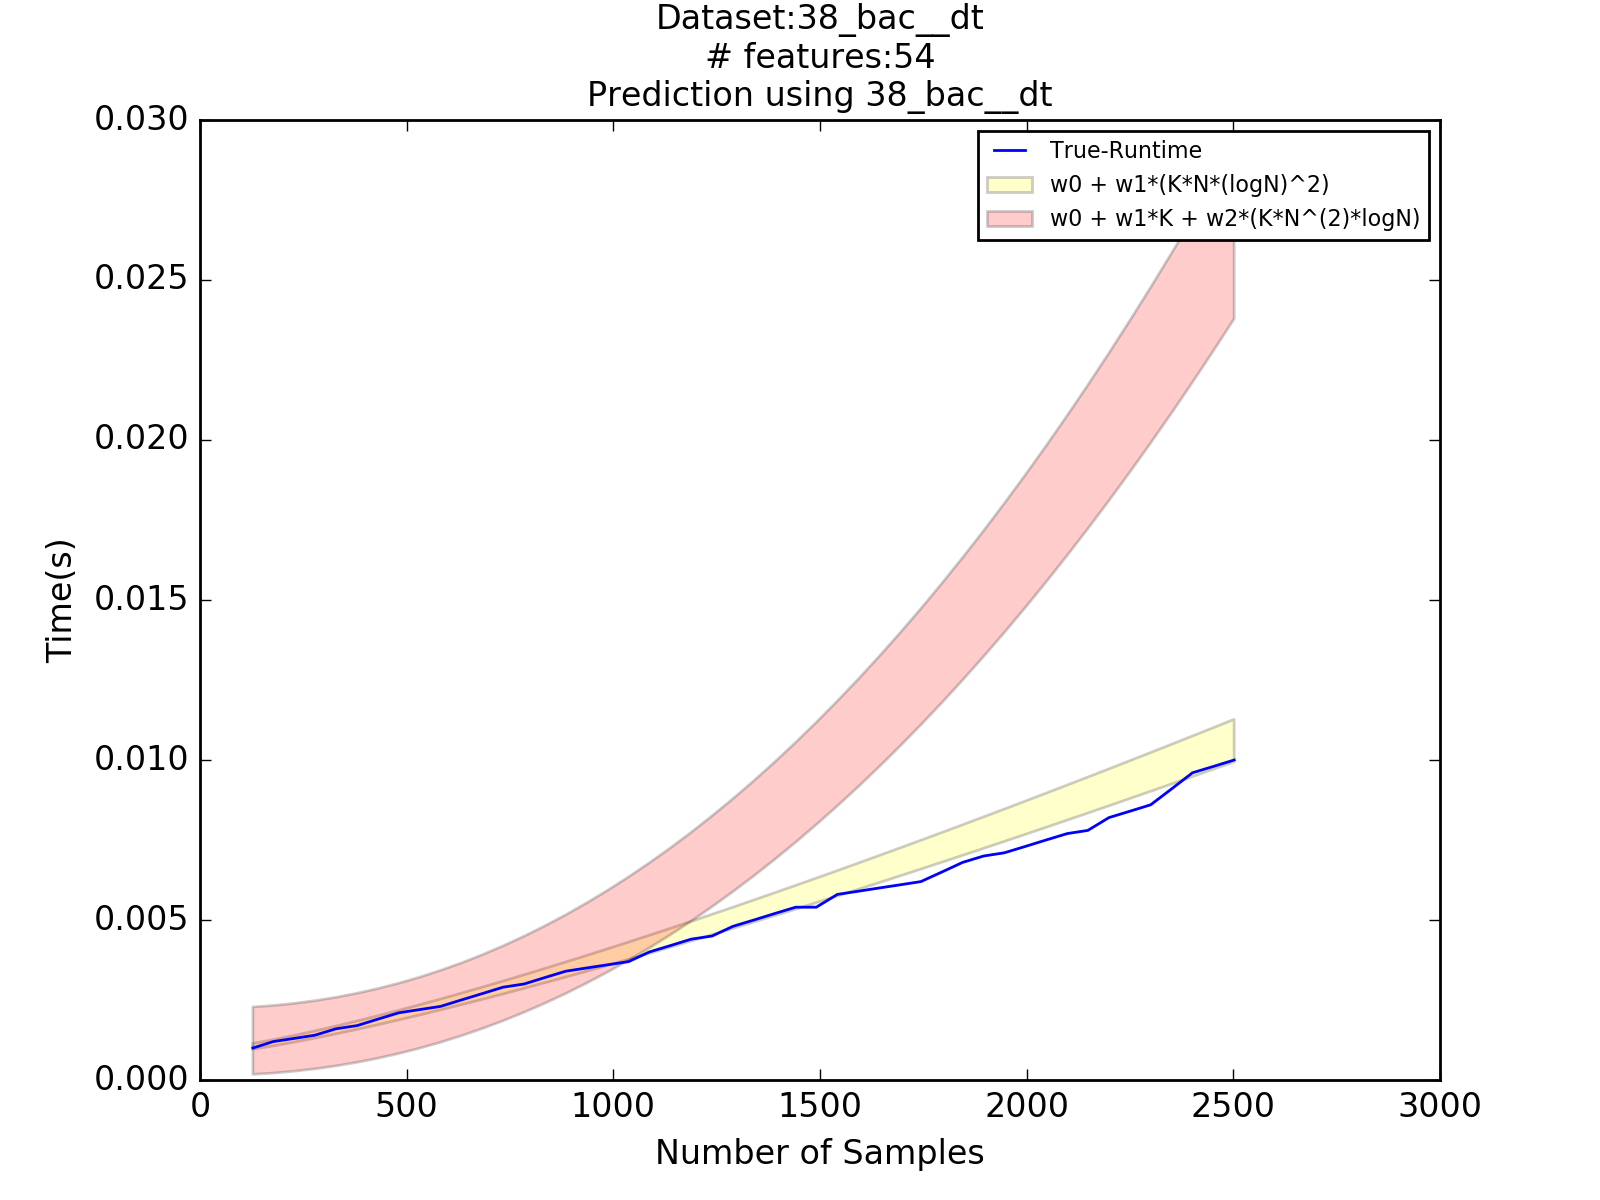 Dataset:38_bac__dt
# features:54
Prediction using 38_bac__dt
0.030
0.025
0.020
0.015
0.010
0.005
0.000
Time(s)
True-Runtime
w0 + w1*(K*N*(logN)^2)
w0 + w1*K + w2*(K*N^(2)*logN)
0 500 1000 1500 2000 2500 3000
Number of Samples